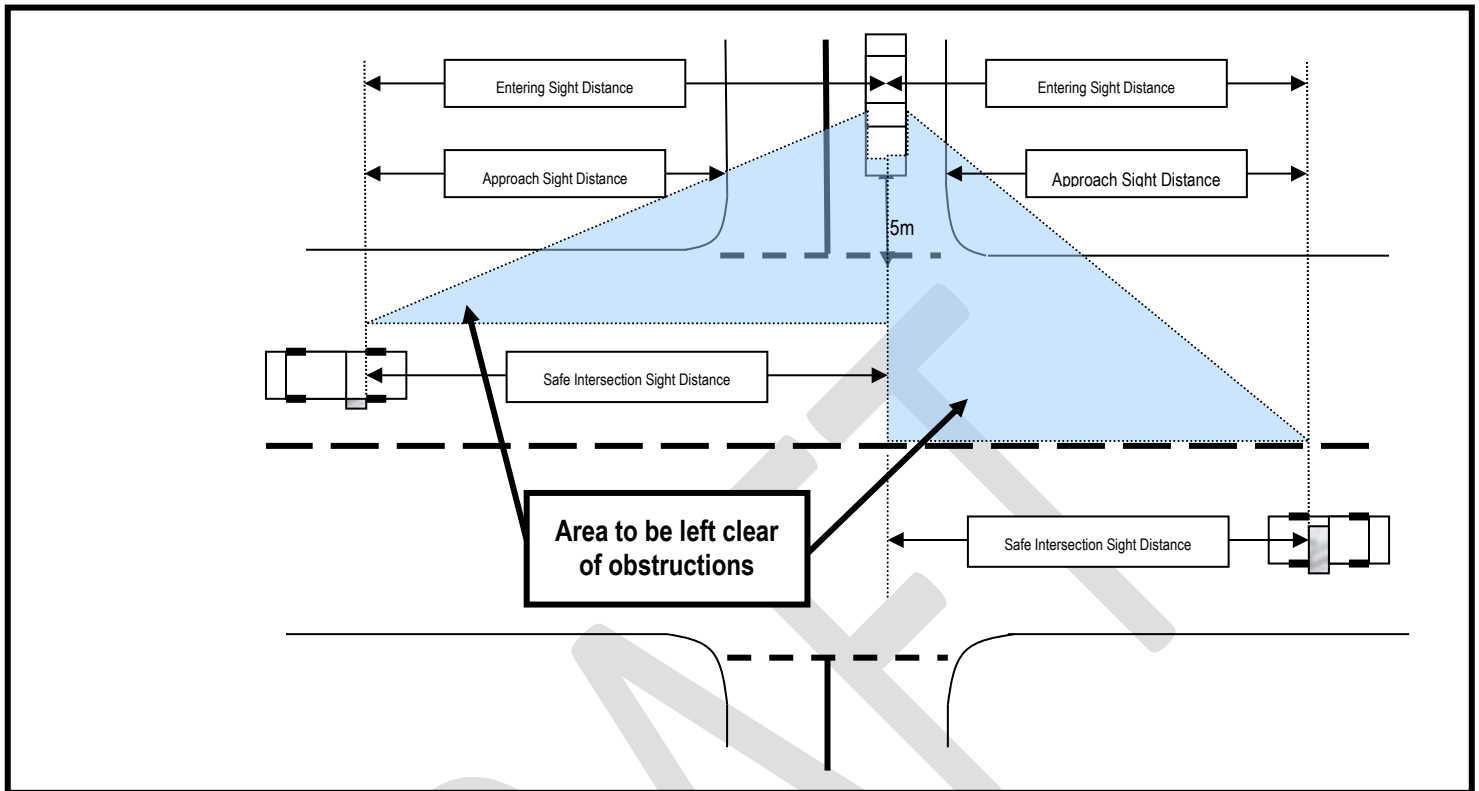 Entering Sight Distance
Entering Sight Distance
Approach Sight Distance
Approach Sight Distance
5m
Safe Intersection Sight Distance
Area to be left clear
of obstructions
Safe Intersection Sight Distance
DRAFT